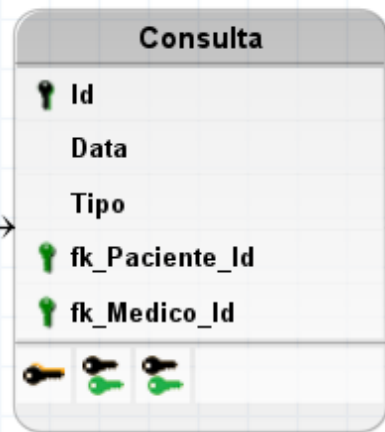 Consulta
Id
Data
Tipo
fk_Paciente_Id
fk_Medico_Id